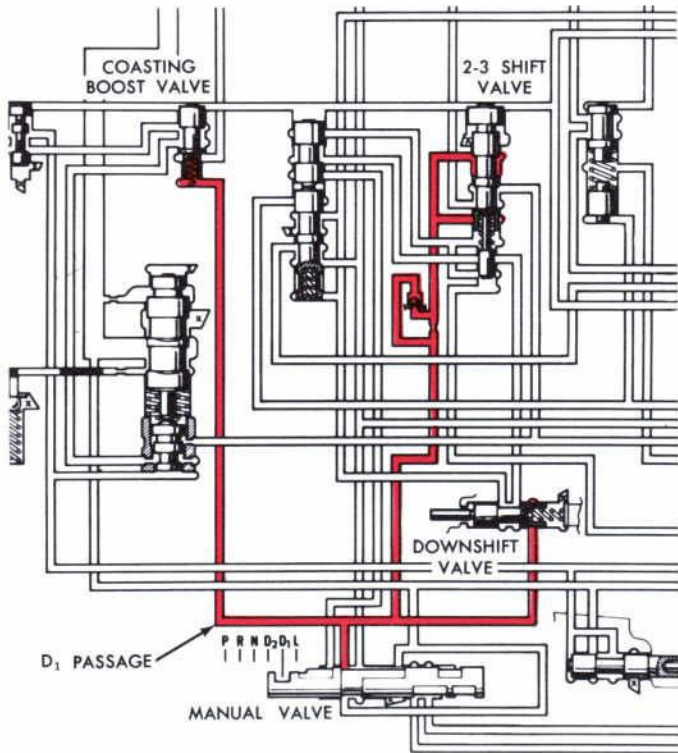 COASTING
BOOST VALVE
2-3 SHIFT
VALVE
DOWNSHIFT
VALVE
D₁ PASSAGE
P R N D₂ D₁ L
MANUAL VALVE
X
X
X
X